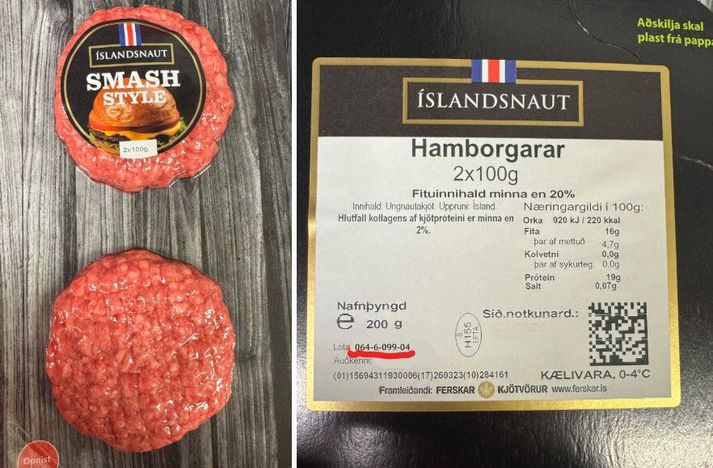 ÍSLANDSNAUT
SMASH
STYLE
2x100g
Opnist
Aðskilja skal
plast frá pappa
ÍSLANDSNAUT
Hamborgarar
2x100g
Fituinnihald minna en 20%
Innihald: Ungnautakjöt. Uppruni: Ísland.
Hlutfall kollagens af kjötpróteini er minna en
2%.
Næringargildi í 100g:
Orka 920 kJ / 220 kkal
Fita 16g
þar af mettuð 4,7g
Kolvetni 0,0g
þar af sykurteg. 0,0g
Prótein 19g
Salt 0,07g
Nafnþyngd
e 200 g
Síð.notkunard.:
S
H155
EFTA
Lota: 064-6-099-04
Auðkenni:
(01)15694311930006(17)260323(10)284161
KÆLIVARA, 0-4°C
Framleiðandi: FERSKAR KJÖTVÖRUR www.ferskar.is